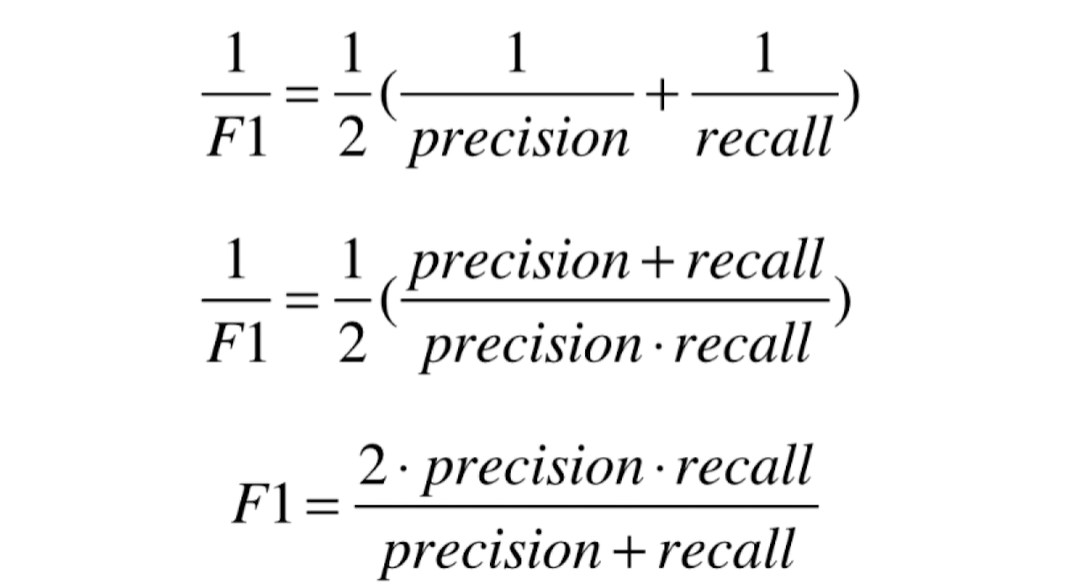 1/F1 = 1/2(1/precision + 1/recall)
1/F1 = 1/2(precision + recall/precision · recall)
F1 = 2 · precision · recall/precision + recall